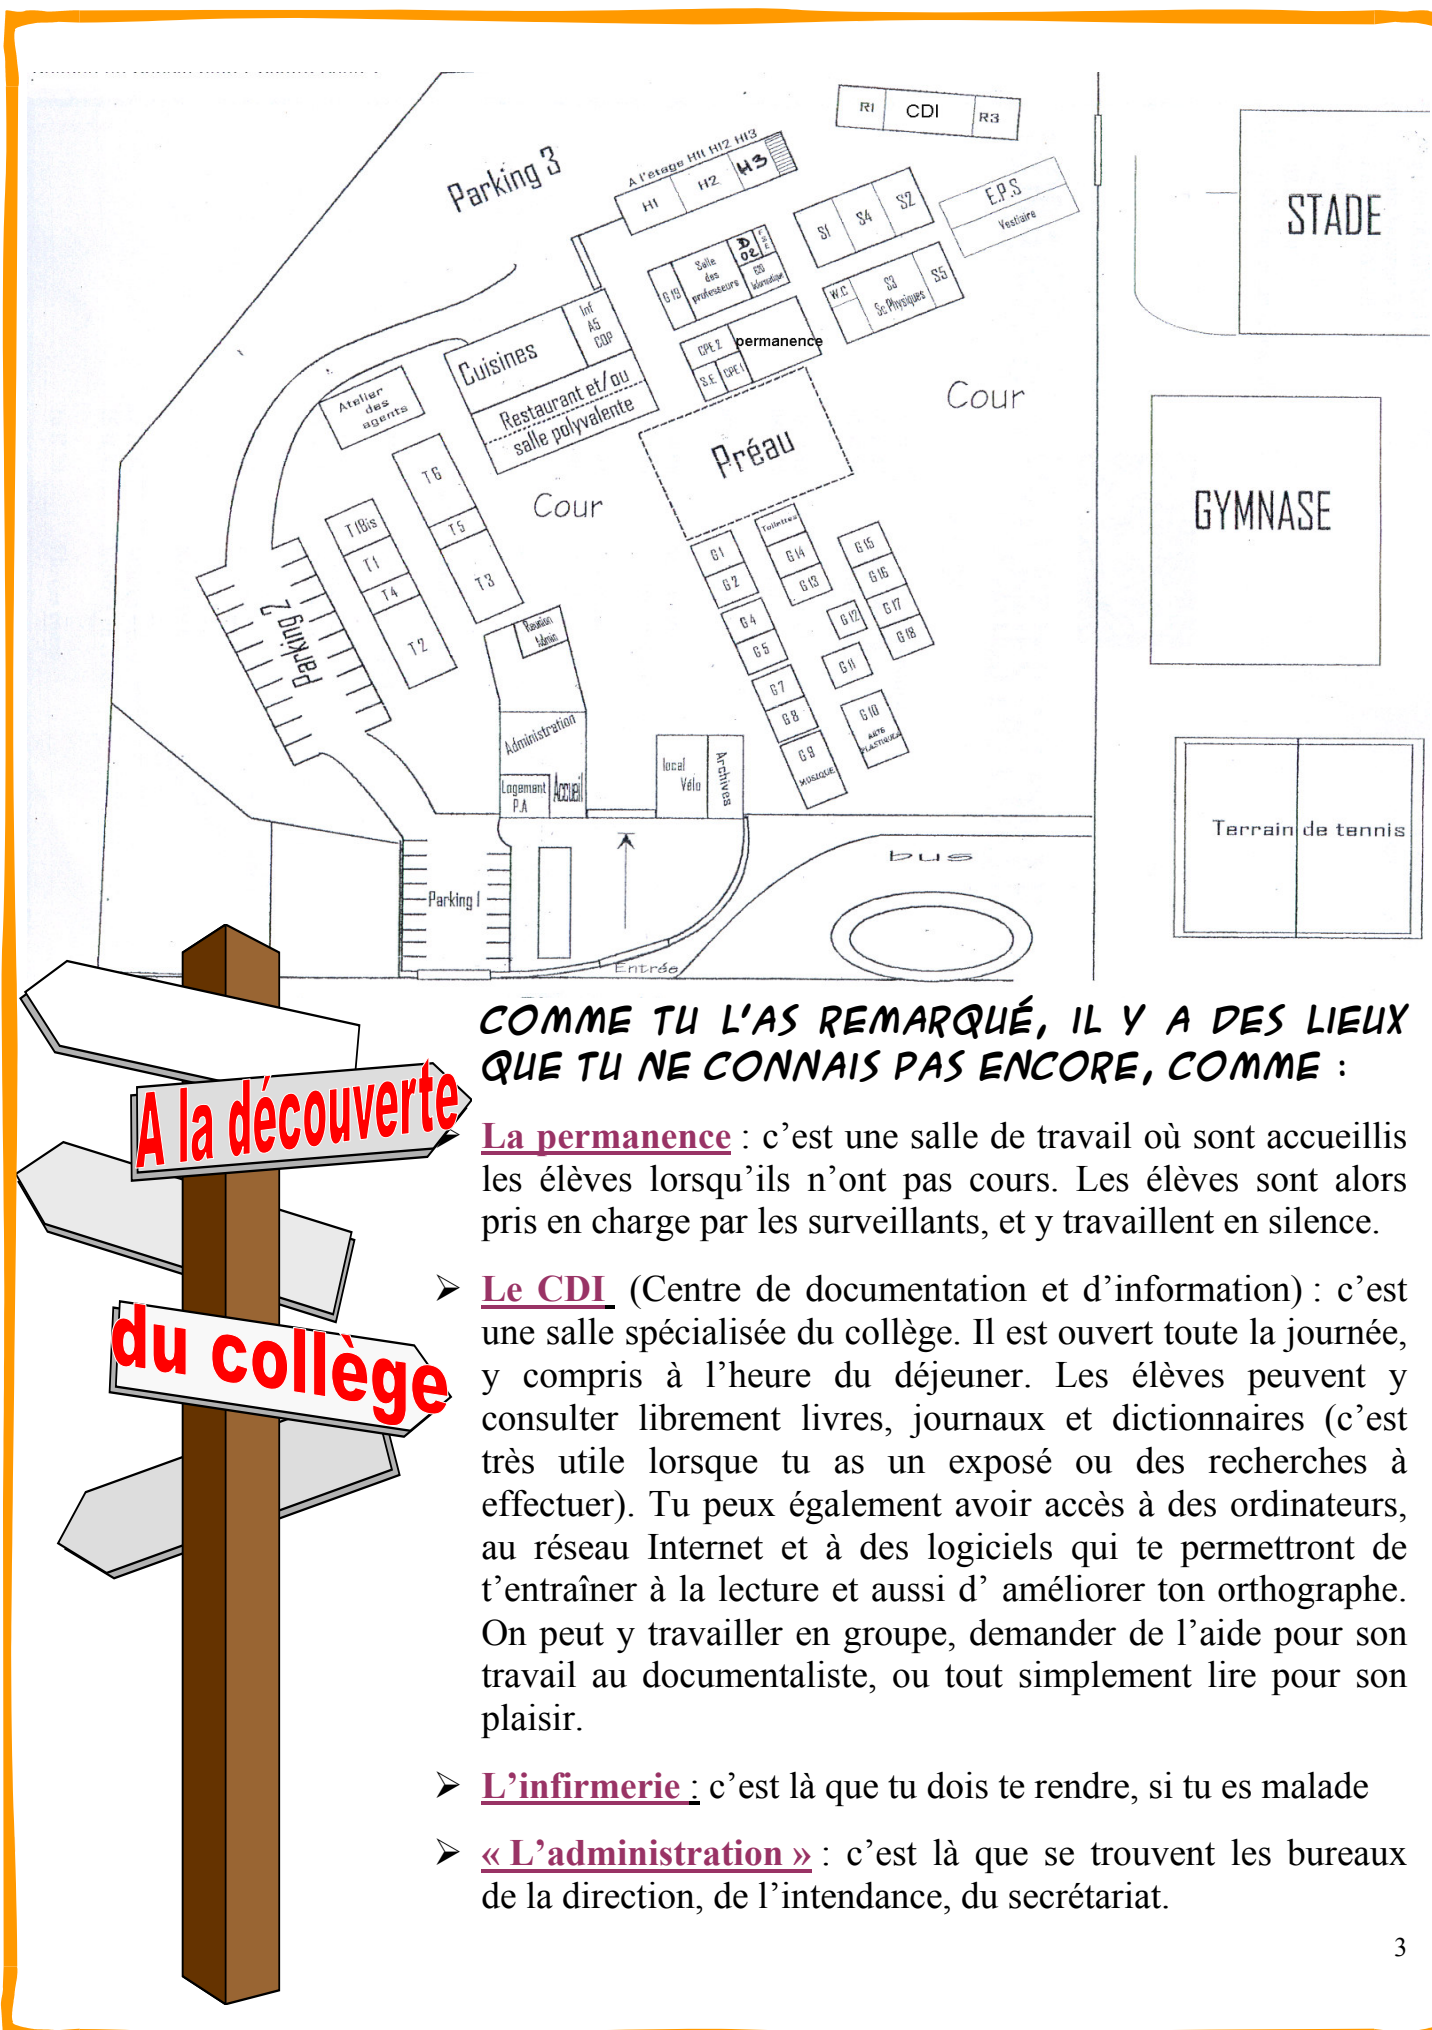 R1 CDI R3
Parking 3
A l'étage H11 H12 H13
H1 H2 H3
S1 S4 S2
E.P.S
Vestiaire
STADE
G19
Salle
des
professeurs
D
02
W.C
S3
Sc Physiques
S5
Cuisines
Inf
AS
COP
CPE 2
permanence
S.E CPE 1
Restaurant et/ou
salle polyvalente
Atelier
des
agents
Cour
Préau
Cour
GYMNASE
T6
T5
T3
T1Bis
T1
T4
T2
Parking 2
Toilettes
G1
G2
G4
G5
G7
G8
G9
MUSIQUE
G14
G13
G12
G11
G10
ARTS
PLASTIQUES
G15
G16
G17
G18
Réunion
Admin
Administration
Logement
P.A
Accueil
local
Vélo
Archives
Parking 1
Entrée
bus
Terrain de tennis
A la découverte
du collège
COMME TU L'AS REMARQUÉ, IL Y A DES LIEUX
QUE TU NE CONNAIS PAS ENCORE, COMME :
La permanence : c'est une salle de travail où sont accueillis
les élèves lorsqu'ils n'ont pas cours. Les élèves sont alors
pris en charge par les surveillants, et y travaillent en silence.
➢ Le CDI (Centre de documentation et d'information) : c'est
une salle spécialisée du collège. Il est ouvert toute la journée,
y compris à l'heure du déjeuner. Les élèves peuvent y
consulter librement livres, journaux et dictionnaires (c'est
très utile lorsque tu as un exposé ou des recherches à
effectuer). Tu peux également avoir accès à des ordinateurs,
au réseau Internet et à des logiciels qui te permettront de
t'entraîner à la lecture et aussi d' améliorer ton orthographe.
On peut y travailler en groupe, demander de l'aide pour son
travail au documentaliste, ou tout simplement lire pour son
plaisir.
➢ L'infirmerie : c'est là que tu dois te rendre, si tu es malade
➢ « L'administration » : c'est là que se trouvent les bureaux
de la direction, de l'intendance, du secrétariat.
3